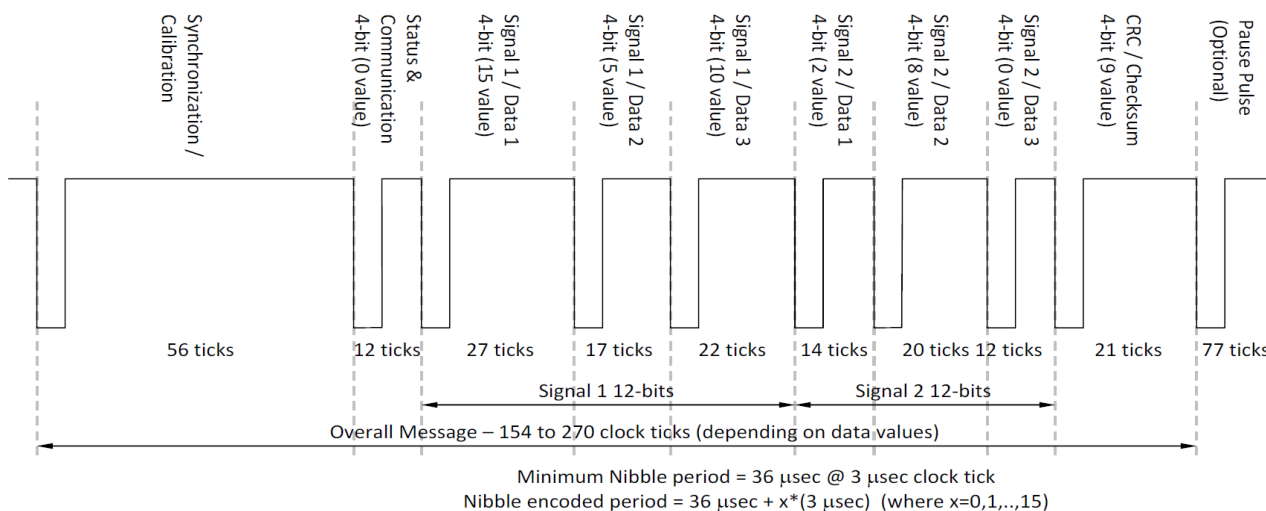 Synchronization /
Calibration
Status &
Communication
4-bit (0 value)
Signal 1 / Data 1
4-bit (15 value)
Signal 1 / Data 2
4-bit (5 value)
Signal 1 / Data 3
4-bit (10 value)
Signal 2 / Data 1
4-bit (2 value)
Signal 2 / Data 2
4-bit (8 value)
Signal 2 / Data 3
4-bit (0 value)
CRC / Checksum
4-bit (9 value)
Pause Pulse
(Optional)
56 ticks
12 ticks
27 ticks
17 ticks
22 ticks
14 ticks
20 ticks
12 ticks
21 ticks
77 ticks
Signal 1 12-bits
Signal 2 12-bits
Overall Message – 154 to 270 clock ticks (depending on data values)
Minimum Nibble period = 36 μsec @ 3 μsec clock tick
Nibble encoded period = 36 μsec + x*(3 μsec) (where x=0,1,..,15)